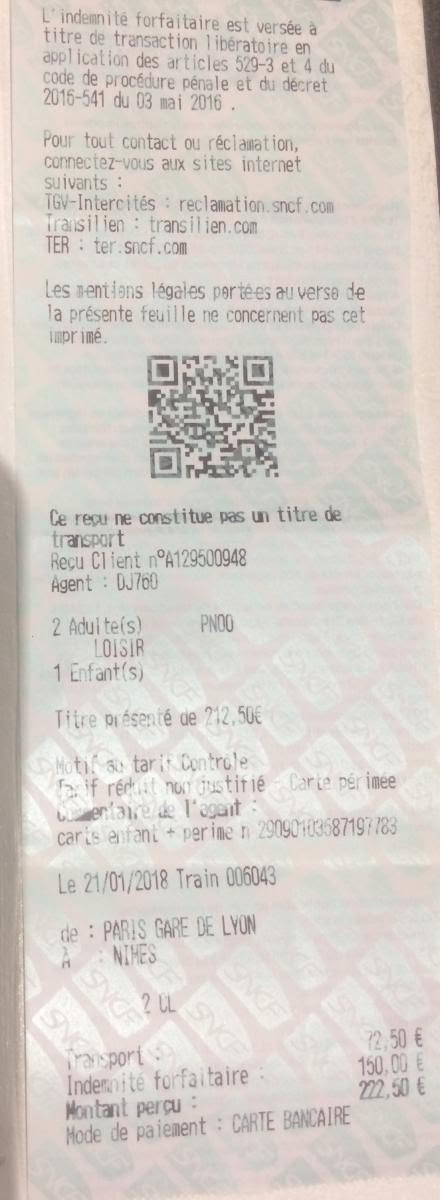 L'indemnité forfaitaire est versée à
titre de transaction libératoire en
application des articles 529-3 et 4 du
code de procédure pénale et du décret
2016-541 du 03 mai 2016 .
Pour tout contact ou réclamation,
connectez-vous aux sites internet
suivants :
TGV-Intercités : reclamation.sncf.com
Transilien : transilien.com
TER : ter.sncf.com
Les mentions légales portées au verso de
la présente feuille ne concernent pas cet
imprimé.
Ce reçu ne constitue pas un titre de
transport
Reçu Client n°A129500948
Agent : DJ760
2 Adulte(s) PN00
LOISIR
1 Enfant(s)
Titre présenté de 212,50€
Motif au tarif Controle
Tarif réduit non justifié - Carte périmée
Commentaire de l'agent :
carte enfant + perime n 29090103687197783
Le 21/01/2018 Train 006043
de : PARIS GARE DE LYON
À : NIMES
2 CL
Transport : 72,50 €
Indemnité forfaitaire : 150,00 €
Montant perçu : 222,50 €
Mode de paiement : CARTE BANCAIRE